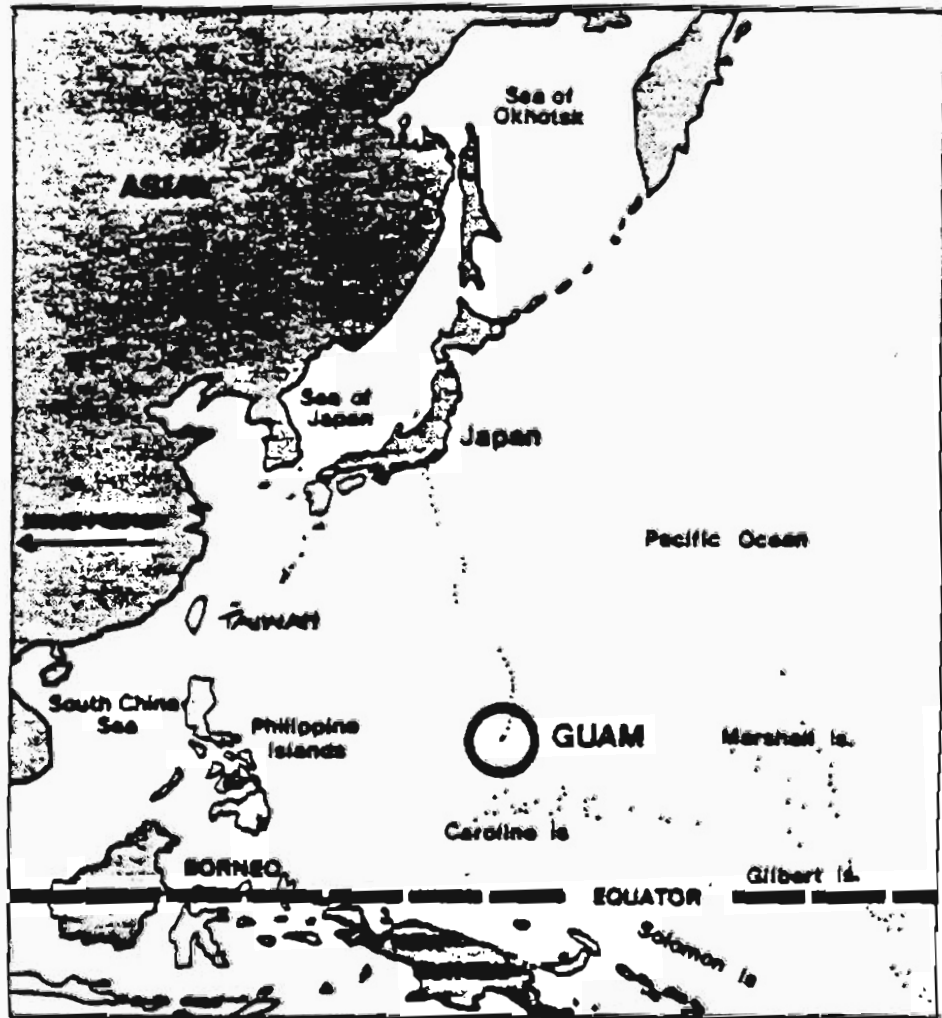 Sea of
Okhotsk
ASIAN
Sea of
Japan
Japan
Pacific Ocean
TAIWAN
South China
Sea
Philippine
Islands
GUAM
Marshall Is.
Caroline Is
BORNEO
Gilbert Is.
EQUATOR
Solomon Is